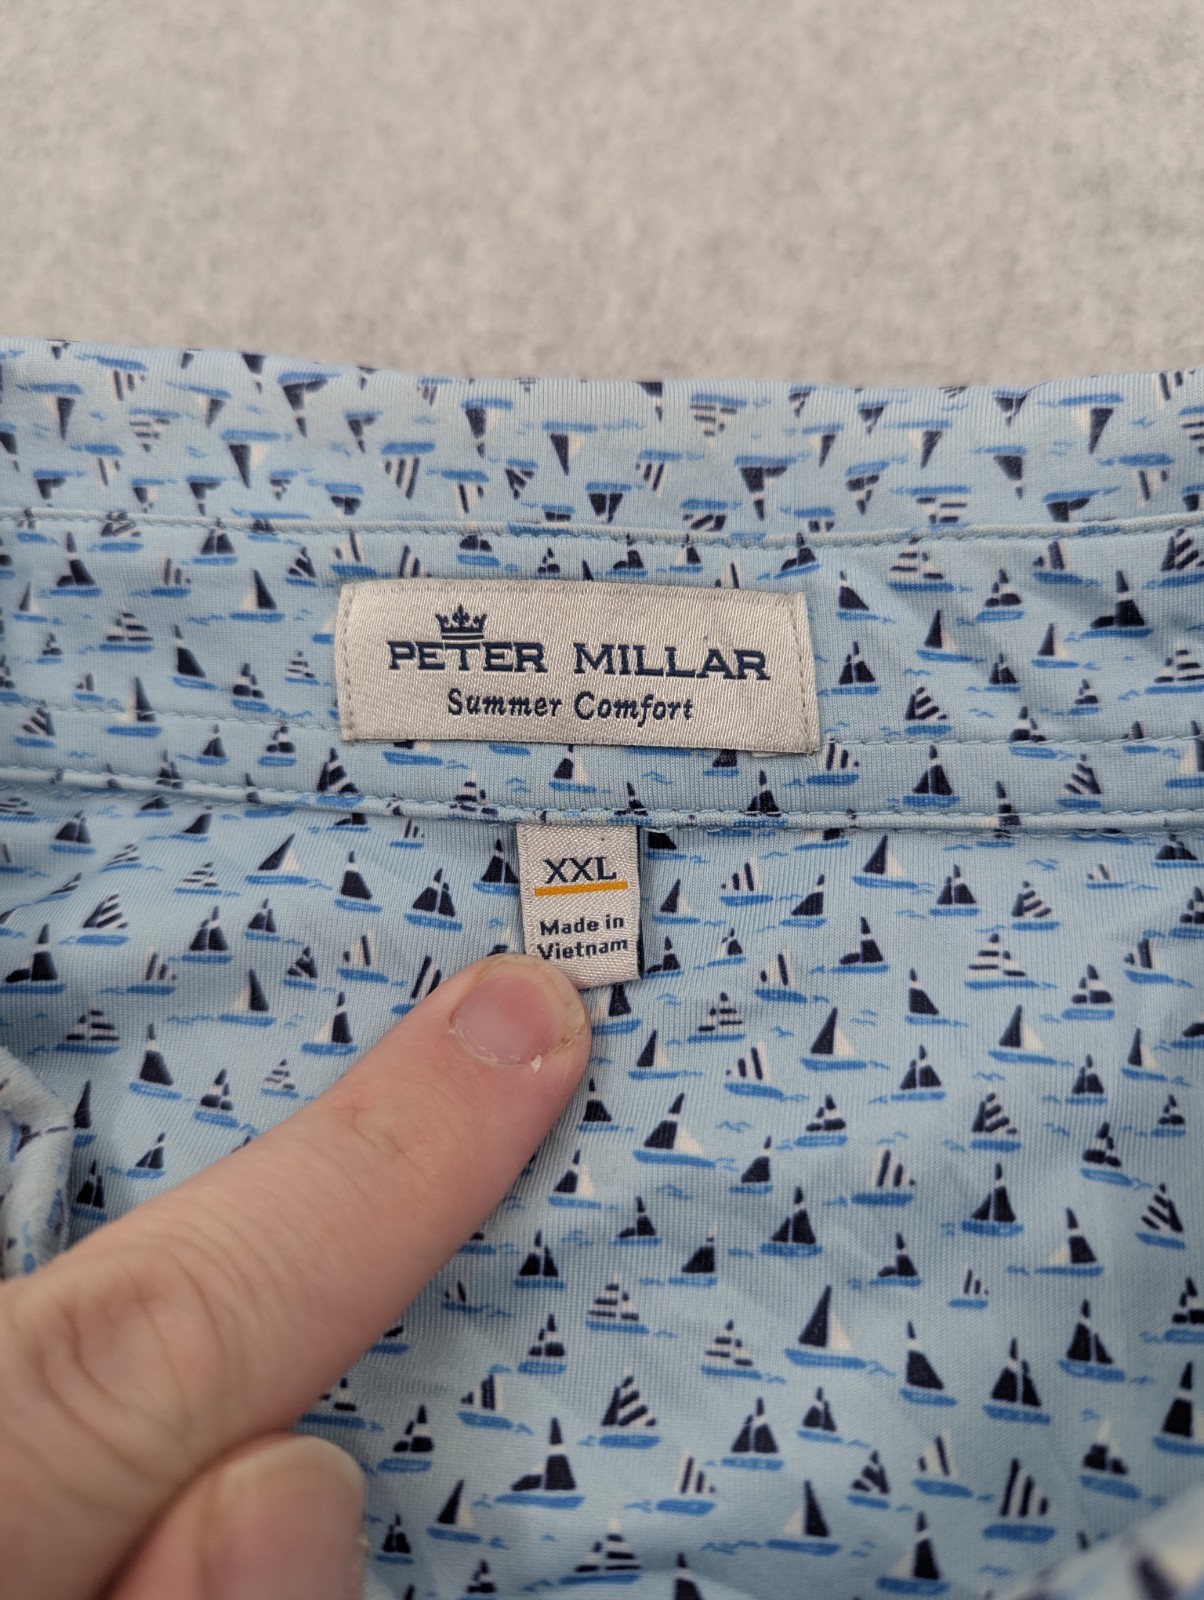 PETER MILLAR
Summer Comfort
XXL
Made in
Vietnam